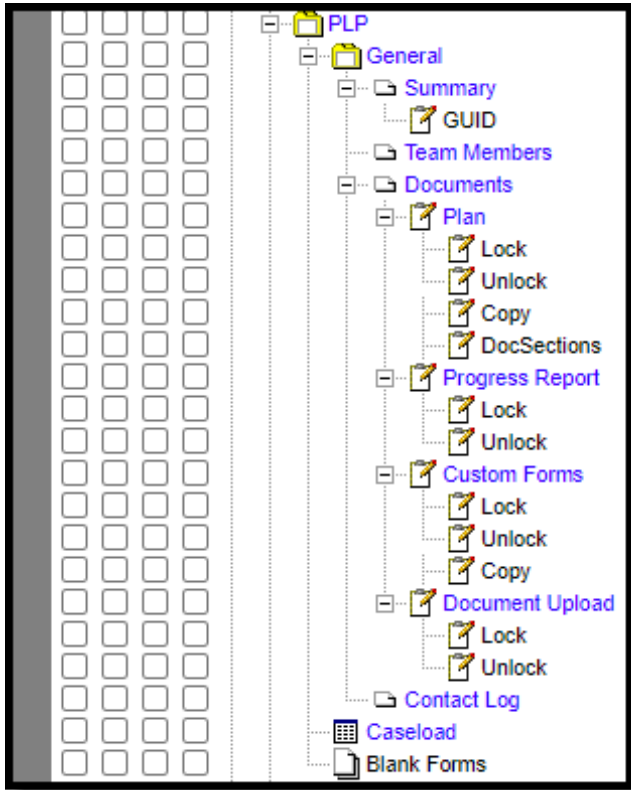 PLP
General
Summary
GUID
Team Members
Documents
Plan
Lock
Unlock
Copy
DocSections
Progress Report
Lock
Unlock
Custom Forms
Lock
Unlock
Copy
Document Upload
Lock
Unlock
Contact Log
Caseload
Blank Forms